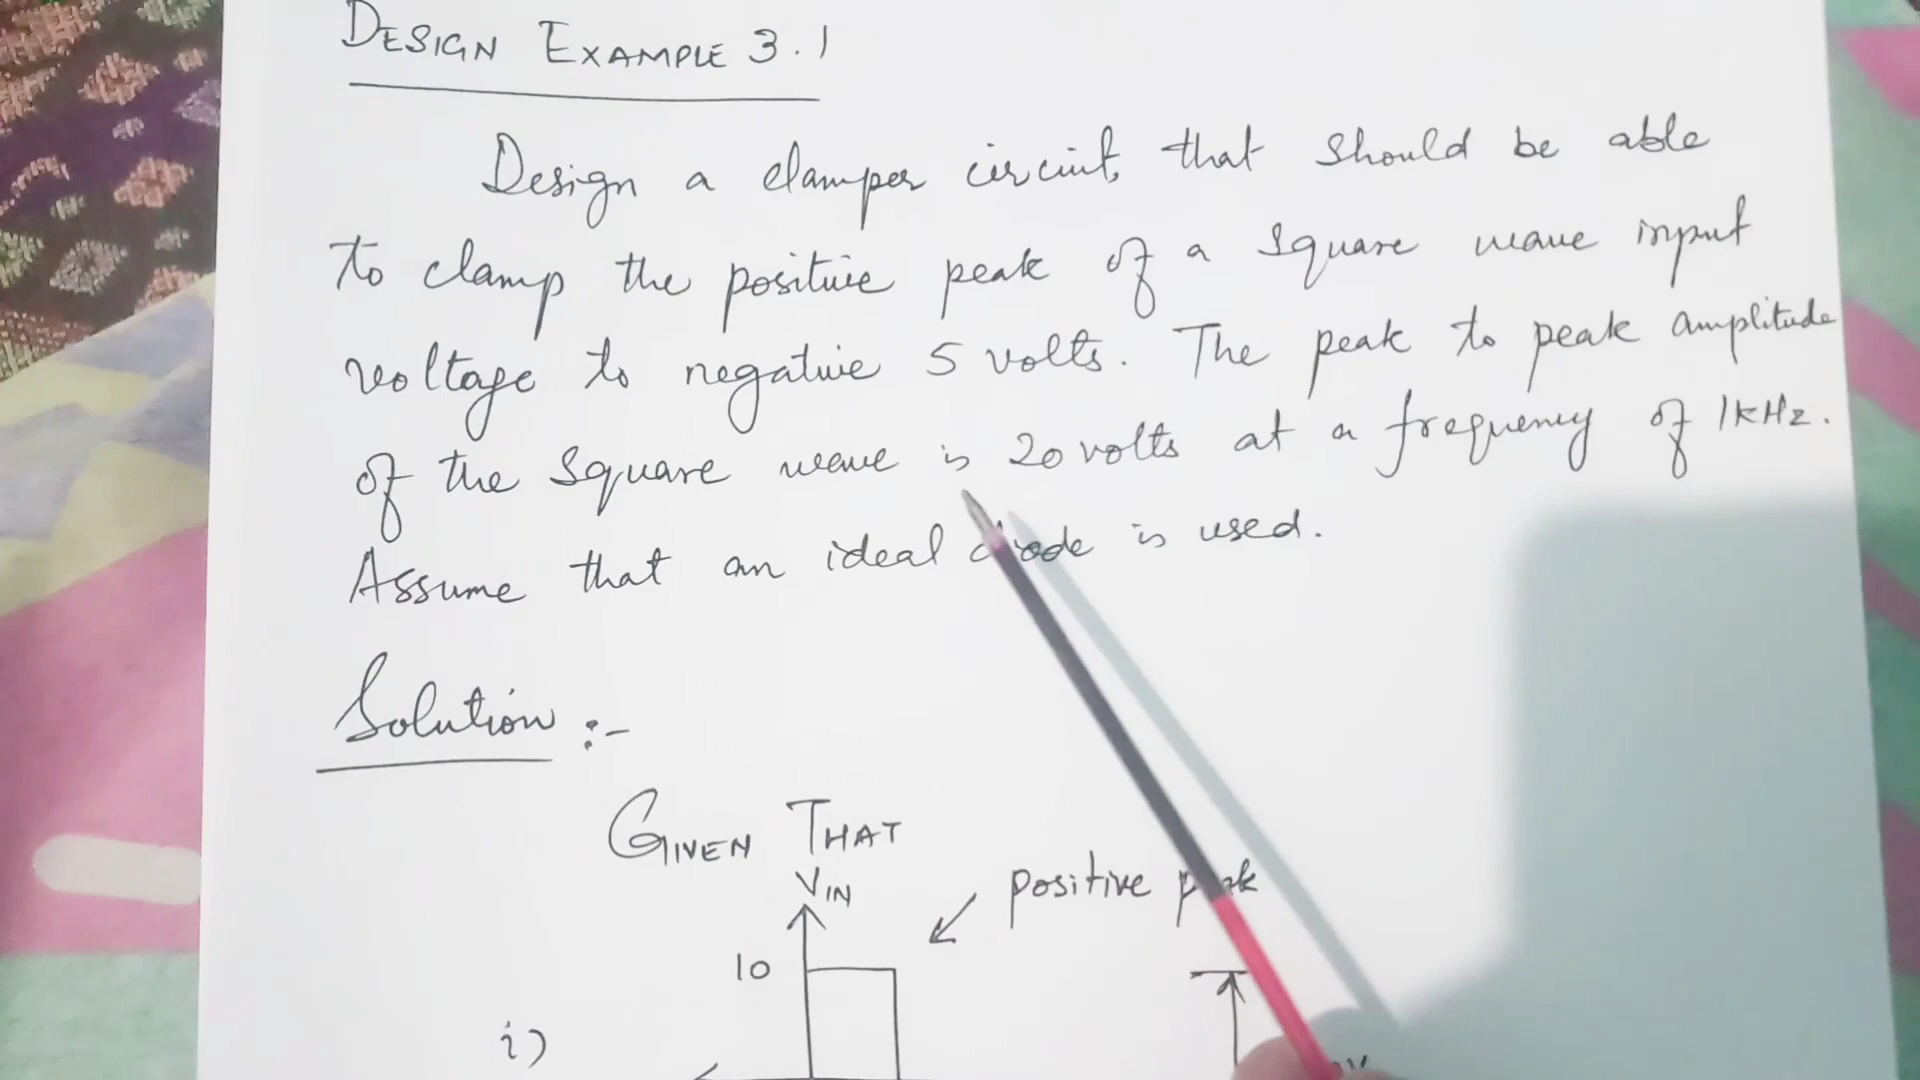 DESIGN EXAMPLE 3.1
Design a clamper circuit, that should be able
to clamp the positive peak of a square wave input
voltage to negative 5 volts. The peak to peak amplitude
of the square wave is 20 volts at a frequency of 1KHz.
Assume that an ideal diode is used.
Solution :-
GIVEN THAT
VIN
positive peak
10
i)